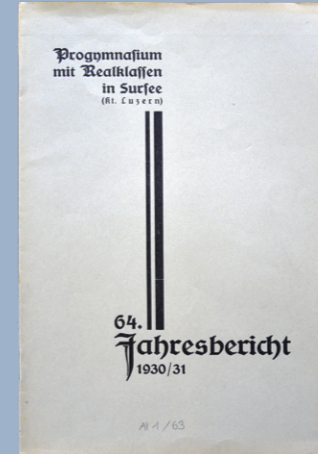 Progymnasium
mit Realklassen
in Sursee
(Kt. Luzern)
64.
Jahresbericht
1930/31